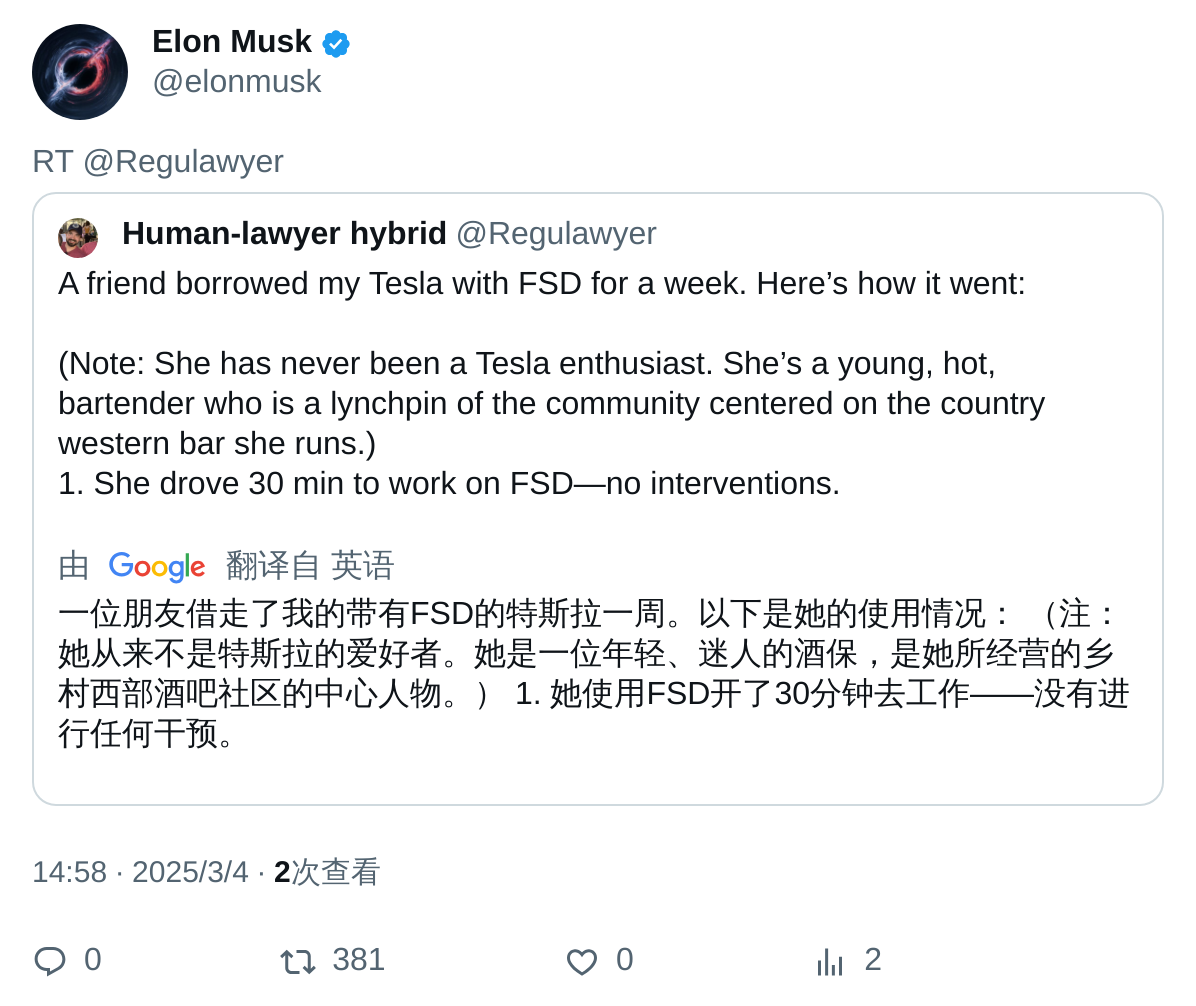 Elon Musk
@elonmusk
RT @Regulawyer
Human-lawyer hybrid @Regulawyer
A friend borrowed my Tesla with FSD for a week. Here’s how it went:
(Note: She has never been a Tesla enthusiast. She’s a young, hot,
bartender who is a lynchpin of the community centered on the country
western bar she runs.)
1. She drove 30 min to work on FSD—no interventions.
由 Google 翻译自 英语
一位朋友借走了我的带有FSD的特斯拉一周。以下是她的使用情况： （注：
她从来不是特斯拉的爱好者。她是一位年轻、迷人的酒保，是她所经营的乡
村西部酒吧社区的中心人物。） 1. 她使用FSD开了30分钟去工作——没有进
行任何干预。
14:58 · 2025/3/4 · 2次查看
0 381 0 2